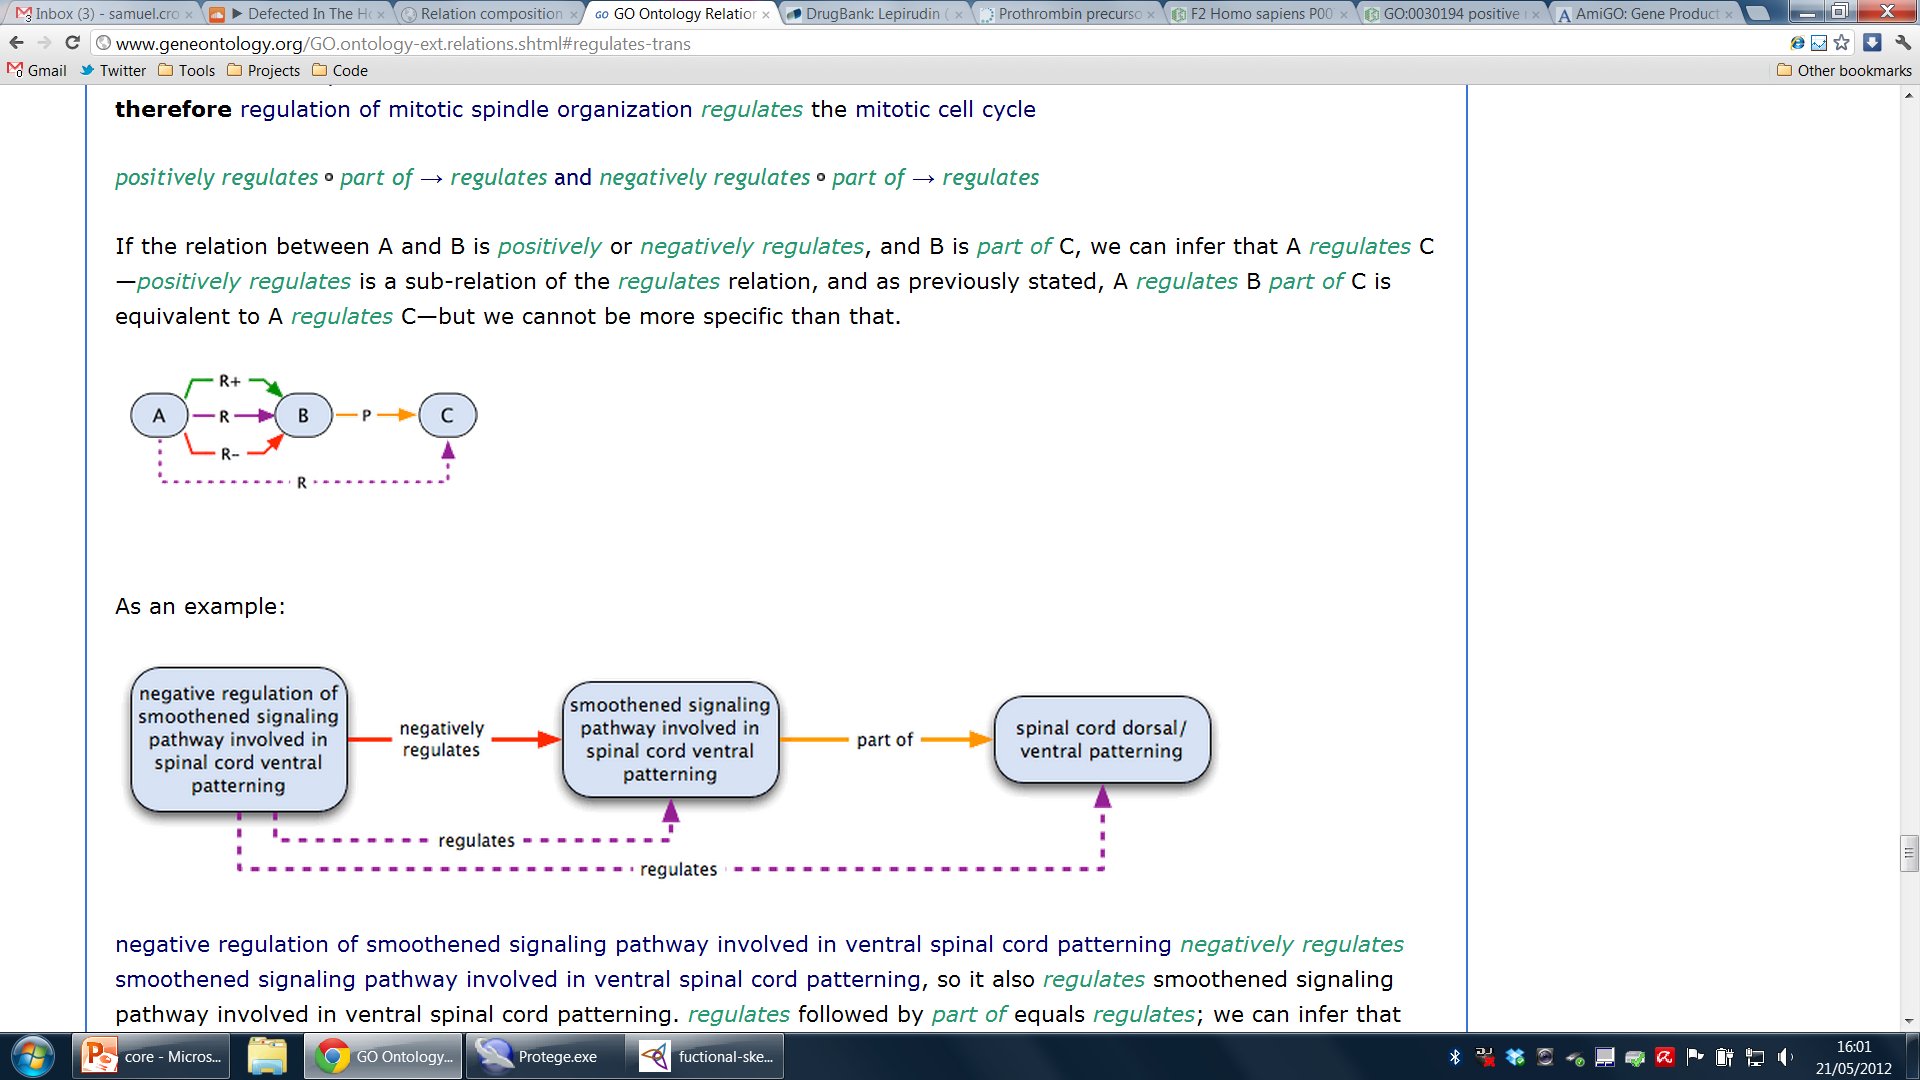 Inbox (3) - samuel.cro
Defected In The Ho
Relation composition
GO Ontology Relation
DrugBank: Lepirudin (
Prothrombin precurso
F2 Homo sapiens P00
GO:0030194 positive
AmiGO: Gene Product
www.geneontology.org/GO.ontology-ext.relations.shtml#regulates-trans
Gmail Twitter Tools Projects Code Other bookmarks
therefore regulation of mitotic spindle organization regulates the mitotic cell cycle
positively regulates ∘ part of → regulates and negatively regulates ∘ part of → regulates
If the relation between A and B is positively or negatively regulates, and B is part of C, we can infer that A regulates C
—positively regulates is a sub-relation of the regulates relation, and as previously stated, A regulates B part of C is
equivalent to A regulates C—but we cannot be more specific than that.
R+
A R B P C
R-
R
As an example:
negative regulation of
smoothened signaling
pathway involved in
spinal cord ventral
patterning
negatively
regulates
smoothened signaling
pathway involved in
spinal cord ventral
patterning
part of
spinal cord dorsal/
ventral patterning
regulates
regulates
negative regulation of smoothened signaling pathway involved in ventral spinal cord patterning negatively regulates
smoothened signaling pathway involved in ventral spinal cord patterning, so it also regulates smoothened signaling
pathway involved in ventral spinal cord patterning. regulates followed by part of equals regulates; we can infer that
core - Micros...
GO Ontology...
Protege.exe
fuctional-ske...
16:01
21/05/2012